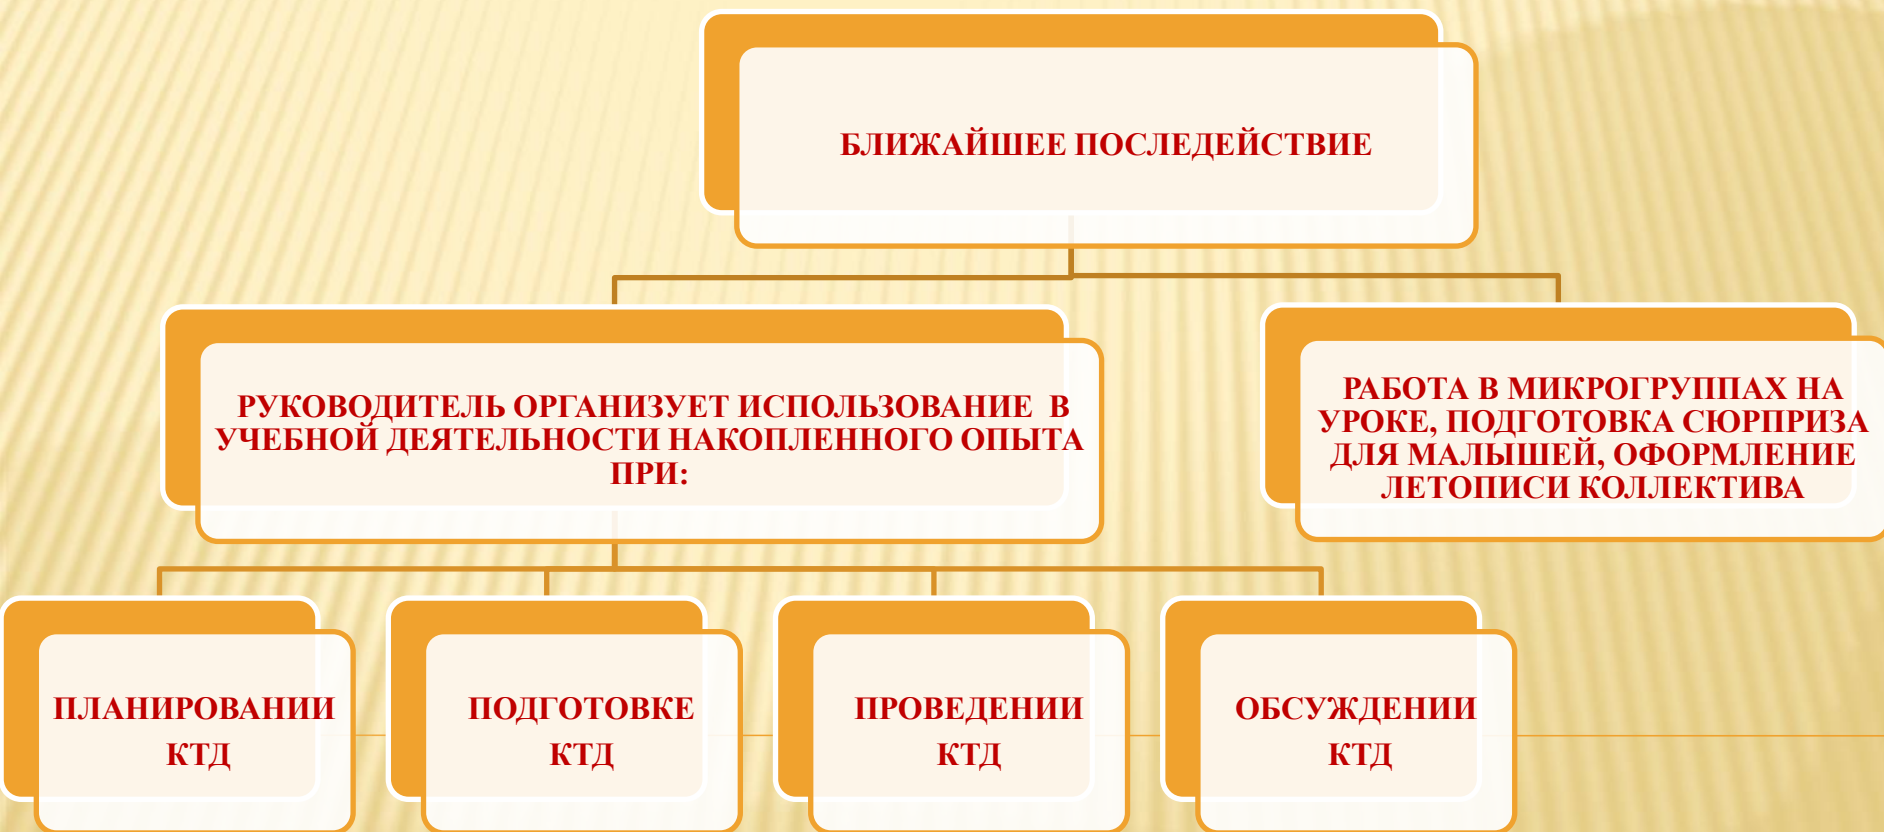 БЛИЖАЙШЕЕ ПОСЛЕДЕЙСТВИЕ
РУКОВОДИТЕЛЬ ОРГАНИЗУЕТ ИСПОЛЬЗОВАНИЕ В
УЧЕБНОЙ ДЕЯТЕЛЬНОСТИ НАКОПЛЕННОГО ОПЫТА
ПРИ:
РАБОТА В МИКРОГРУППАХ НА
УРОКЕ, ПОДГОТОВКА СЮРПРИЗА
ДЛЯ МАЛЫШЕЙ, ОФОРМЛЕНИЕ
ЛЕТОПИСИ КОЛЛЕКТИВА
ПЛАНИРОВАНИИ
КТД
ПОДГОТОВКЕ
КТД
ПРОВЕДЕНИИ
КТД
ОБСУЖДЕНИИ
КТД